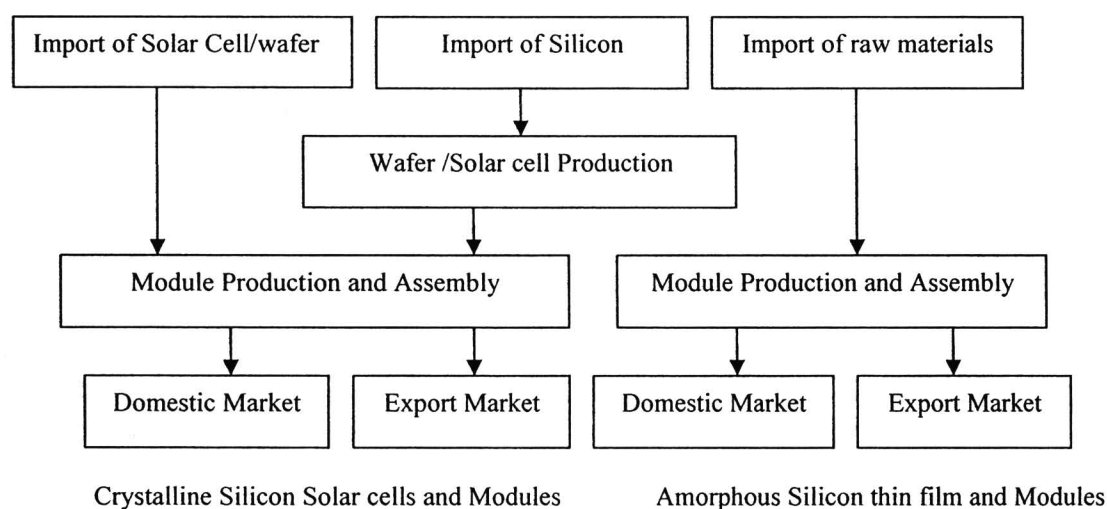 Import of Solar Cell/wafer
Import of Silicon
Import of raw materials
Wafer /Solar cell Production
Module Production and Assembly
Module Production and Assembly
Domestic Market
Export Market
Domestic Market
Export Market
Crystalline Silicon Solar cells and Modules
Amorphous Silicon thin film and Modules